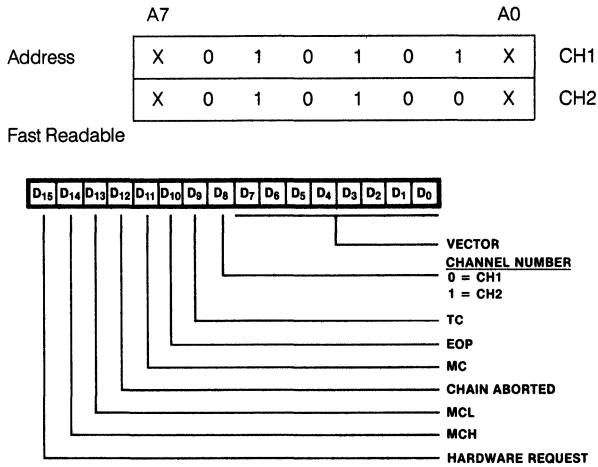 A7 A0
Address X 0 1 0 1 0 1 X CH1
X 0 1 0 1 0 0 X CH2
Fast Readable
D15 D14 D13 D12 D11 D10 D9 D8 D7 D6 D5 D4 D3 D2 D1 D0
VECTOR
CHANNEL NUMBER
0 = CH1
1 = CH2
TC
EOP
MC
CHAIN ABORTED
MCL
MCH
HARDWARE REQUEST